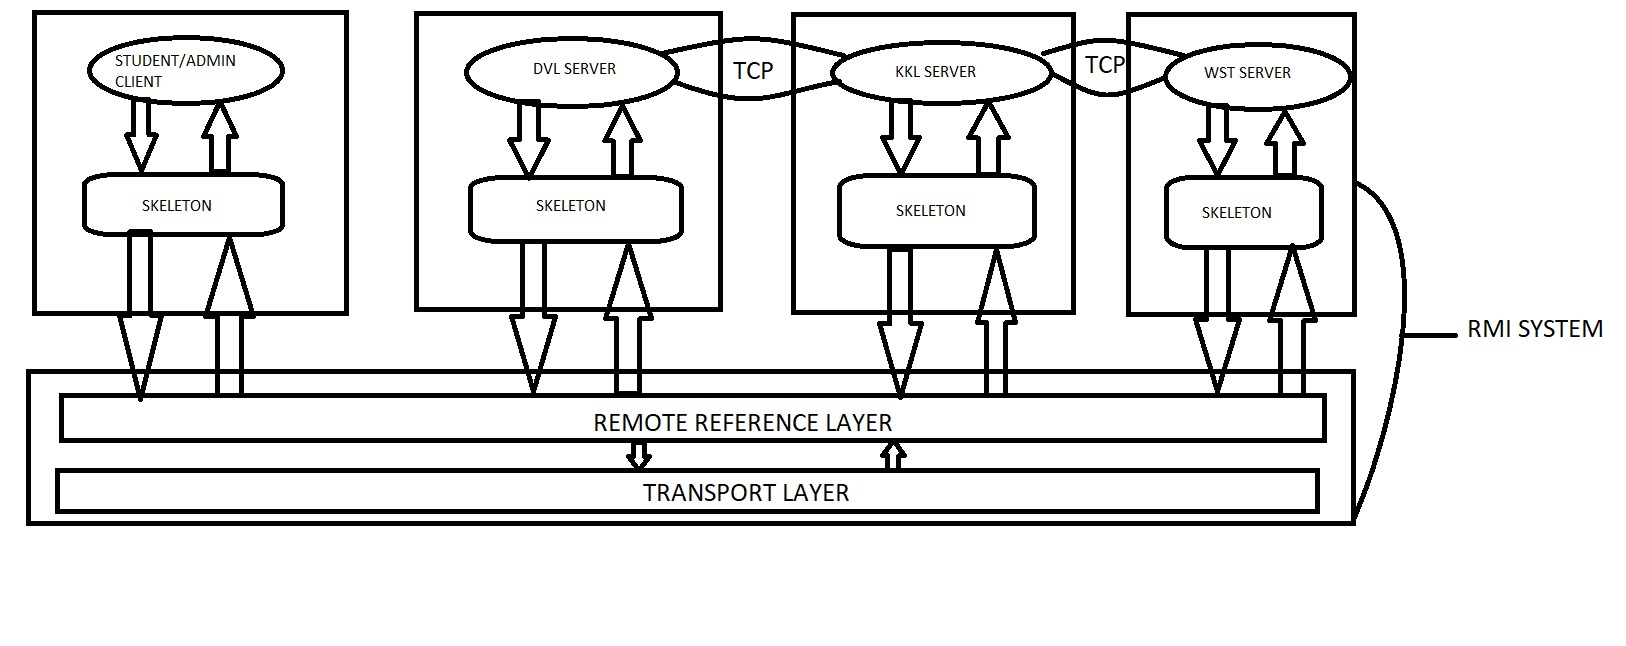 STUDENT/ADMIN
CLIENT
DVL SERVER
TCP
KKL SERVER
TCP
WST SERVER
SKELETON
SKELETON
SKELETON
SKELETON
RMI SYSTEM
REMOTE REFERENCE LAYER
TRANSPORT LAYER